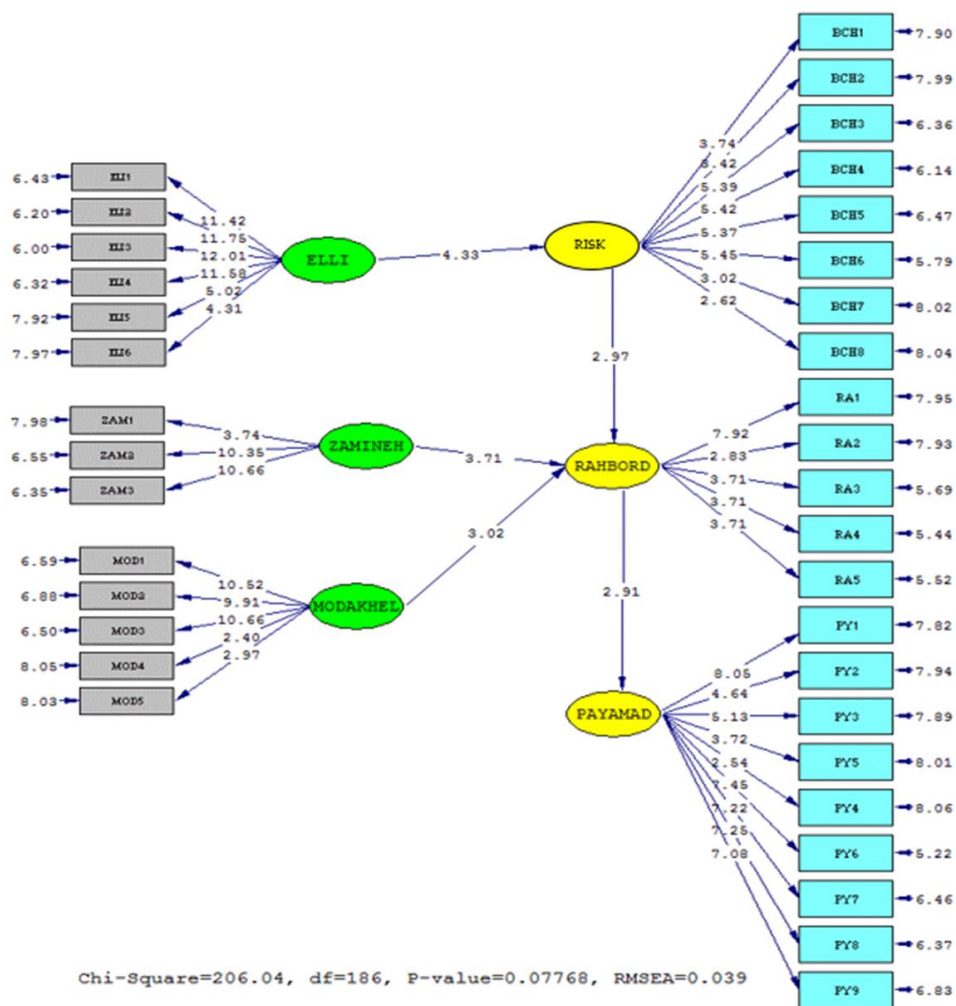 BCH1 7.90
BCH2 7.99
BCH3 6.36
BCH4 6.14
BCH5 6.47
BCH6 5.79
BCH7 8.02
BCH8 8.04
3.74
3.42
5.39
5.42
5.37
5.45
3.02
2.62
RISK
6.43 ELI1
6.20 ELI2
6.00 ELI3
6.32 ELI4
7.92 ELI5
7.97 ELI6
11.42
11.75
12.01
11.58
5.02
4.31
ELLI
4.33
2.97
7.98 ZAM1
6.55 ZAM2
6.35 ZAM3
3.74
10.35
10.66
ZAMINEH
3.71
RAHBORD
7.92
2.83
3.71
3.71
3.71
RA1 7.95
RA2 7.93
RA3 5.69
RA4 5.44
RA5 5.52
6.59 MOD1
6.88 MOD2
6.50 MOD3
8.05 MOD4
8.03 MOD5
10.52
9.91
10.66
2.40
2.97
MODAKHEL
3.02
2.91
PAYAMAD
8.05
4.64
5.13
3.72
2.54
7.45
7.22
7.25
7.08
PY1 7.82
PY2 7.94
PY3 7.89
PY5 8.01
PY4 8.06
PY6 5.22
PY7 6.46
PY8 6.37
PY9 6.83
Chi-Square=206.04, df=186, P-value=0.07768, RMSEA=0.039